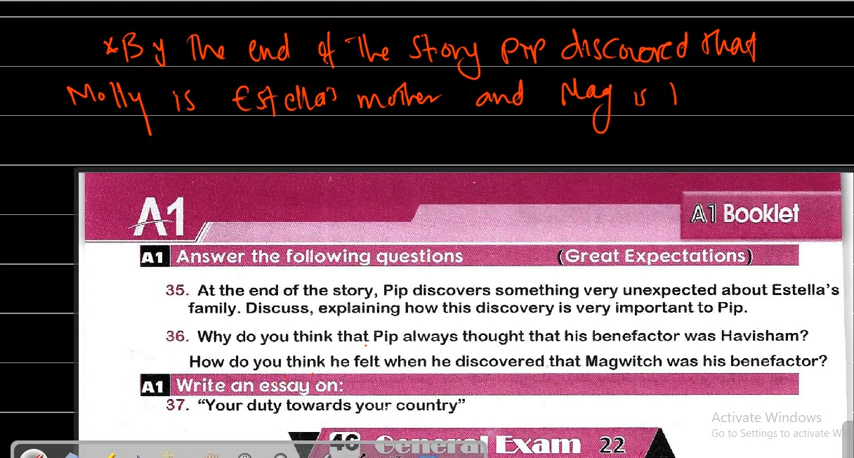 *By The end of The Story Pip discovered that
Molly is Estella's mother and Mag is
A1
A1 Booklet
A1 Answer the following questions (Great Expectations)
35. At the end of the story, Pip discovers something very unexpected about Estella's
family. Discuss, explaining how this discovery is very important to Pip.
36. Why do you think that Pip always thought that his benefactor was Havisham?
How do you think he felt when he discovered that Magwitch was his benefactor?
A1 Write an essay on:
37. "Your duty towards your country"
Activate Windows
Go to Settings to activate W
46 General Exam 22